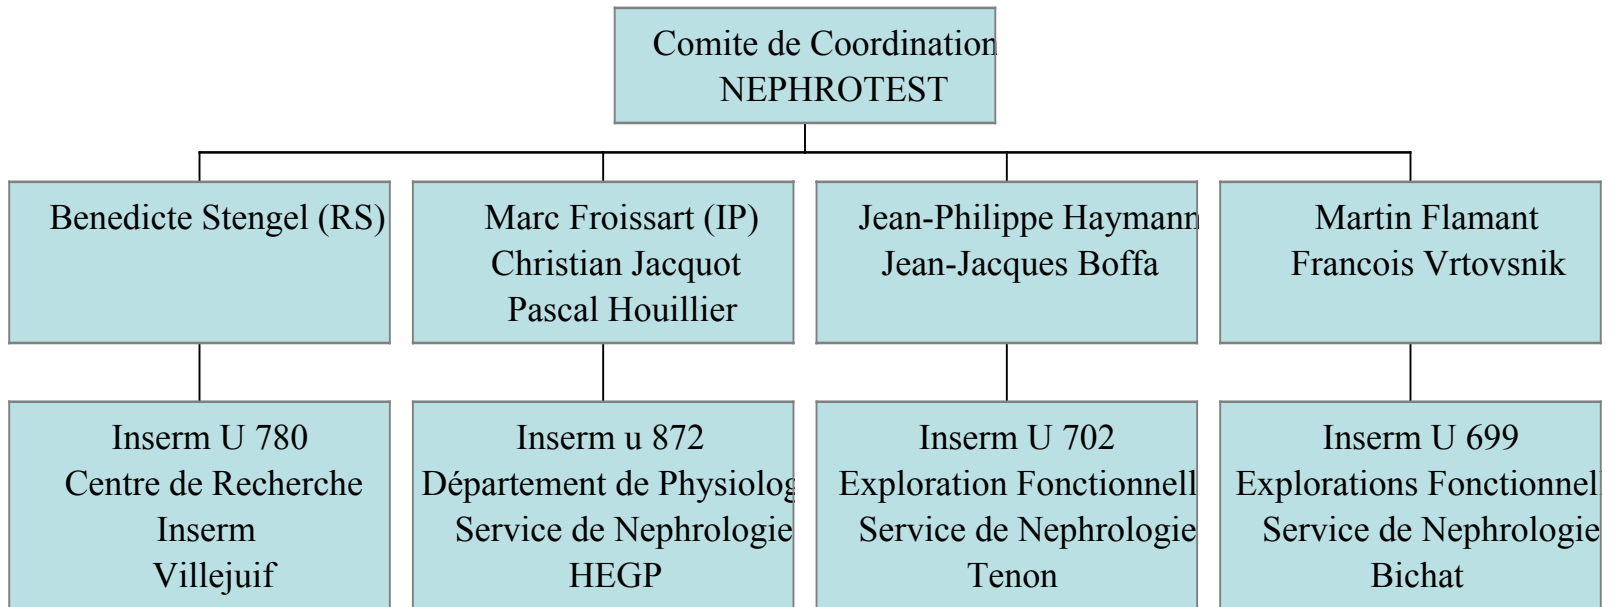 Comite de Coordination
NEPHROTEST
Benedicte Stengel (RS)
Marc Froissart (IP)
Christian Jacquot
Pascal Houillier
Jean-Philippe Haymann
Jean-Jacques Boffa
Martin Flamant
Francois Vrtovsnik
Inserm U 780
Centre de Recherche
Inserm
Villejuif
Inserm u 872
Département de Physiolog
Service de Nephrologie
HEGP
Inserm U 702
Exploration Fonctionnell
Service de Nephrologie
Tenon
Inserm U 699
Explorations Fonctionnell
Service de Nephrologie
Bichat